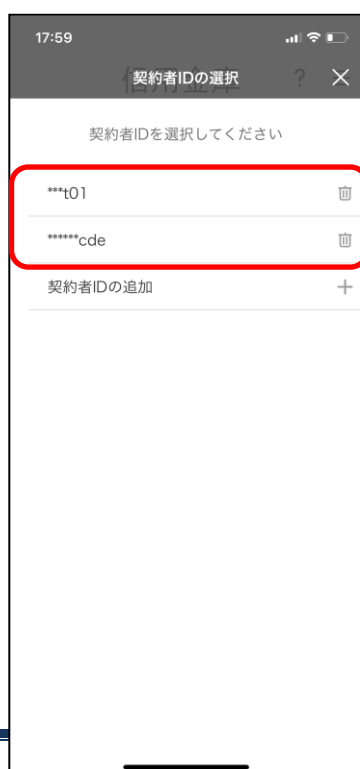 17:59
信用金庫
契約者IDの選択
?
契約者IDを選択してください
***t01
******cde
契約者IDの追加